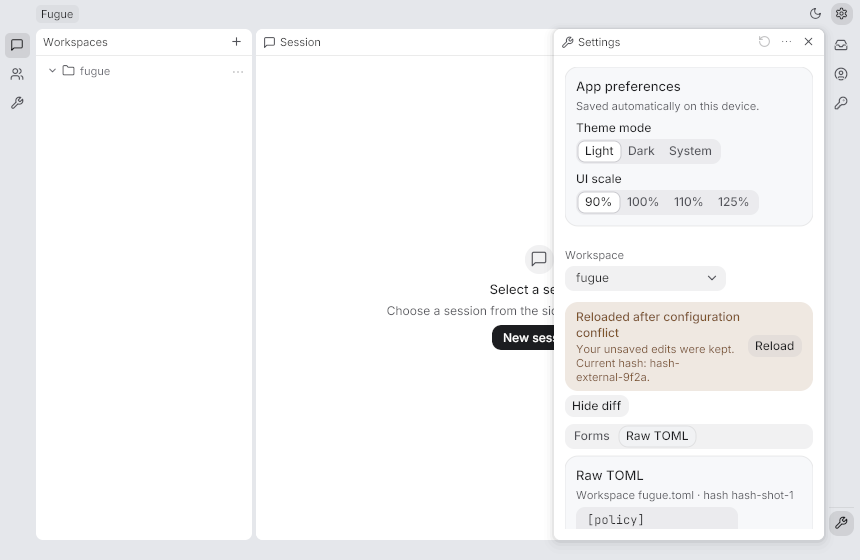 Fugue
Workspaces
fugue
Session
Select a se
Choose a session from the sid
New sess
Settings
App preferences
Saved automatically on this device.
Theme mode
Light Dark System
UI scale
90% 100% 110% 125%
Workspace
fugue
Reloaded after configuration
conflict
Your unsaved edits were kept.
Current hash: hash-
external-9f2a.
Reload
Hide diff
Forms Raw TOML
Raw TOML
Workspace fugue.toml · hash hash-shot-1
[policy]